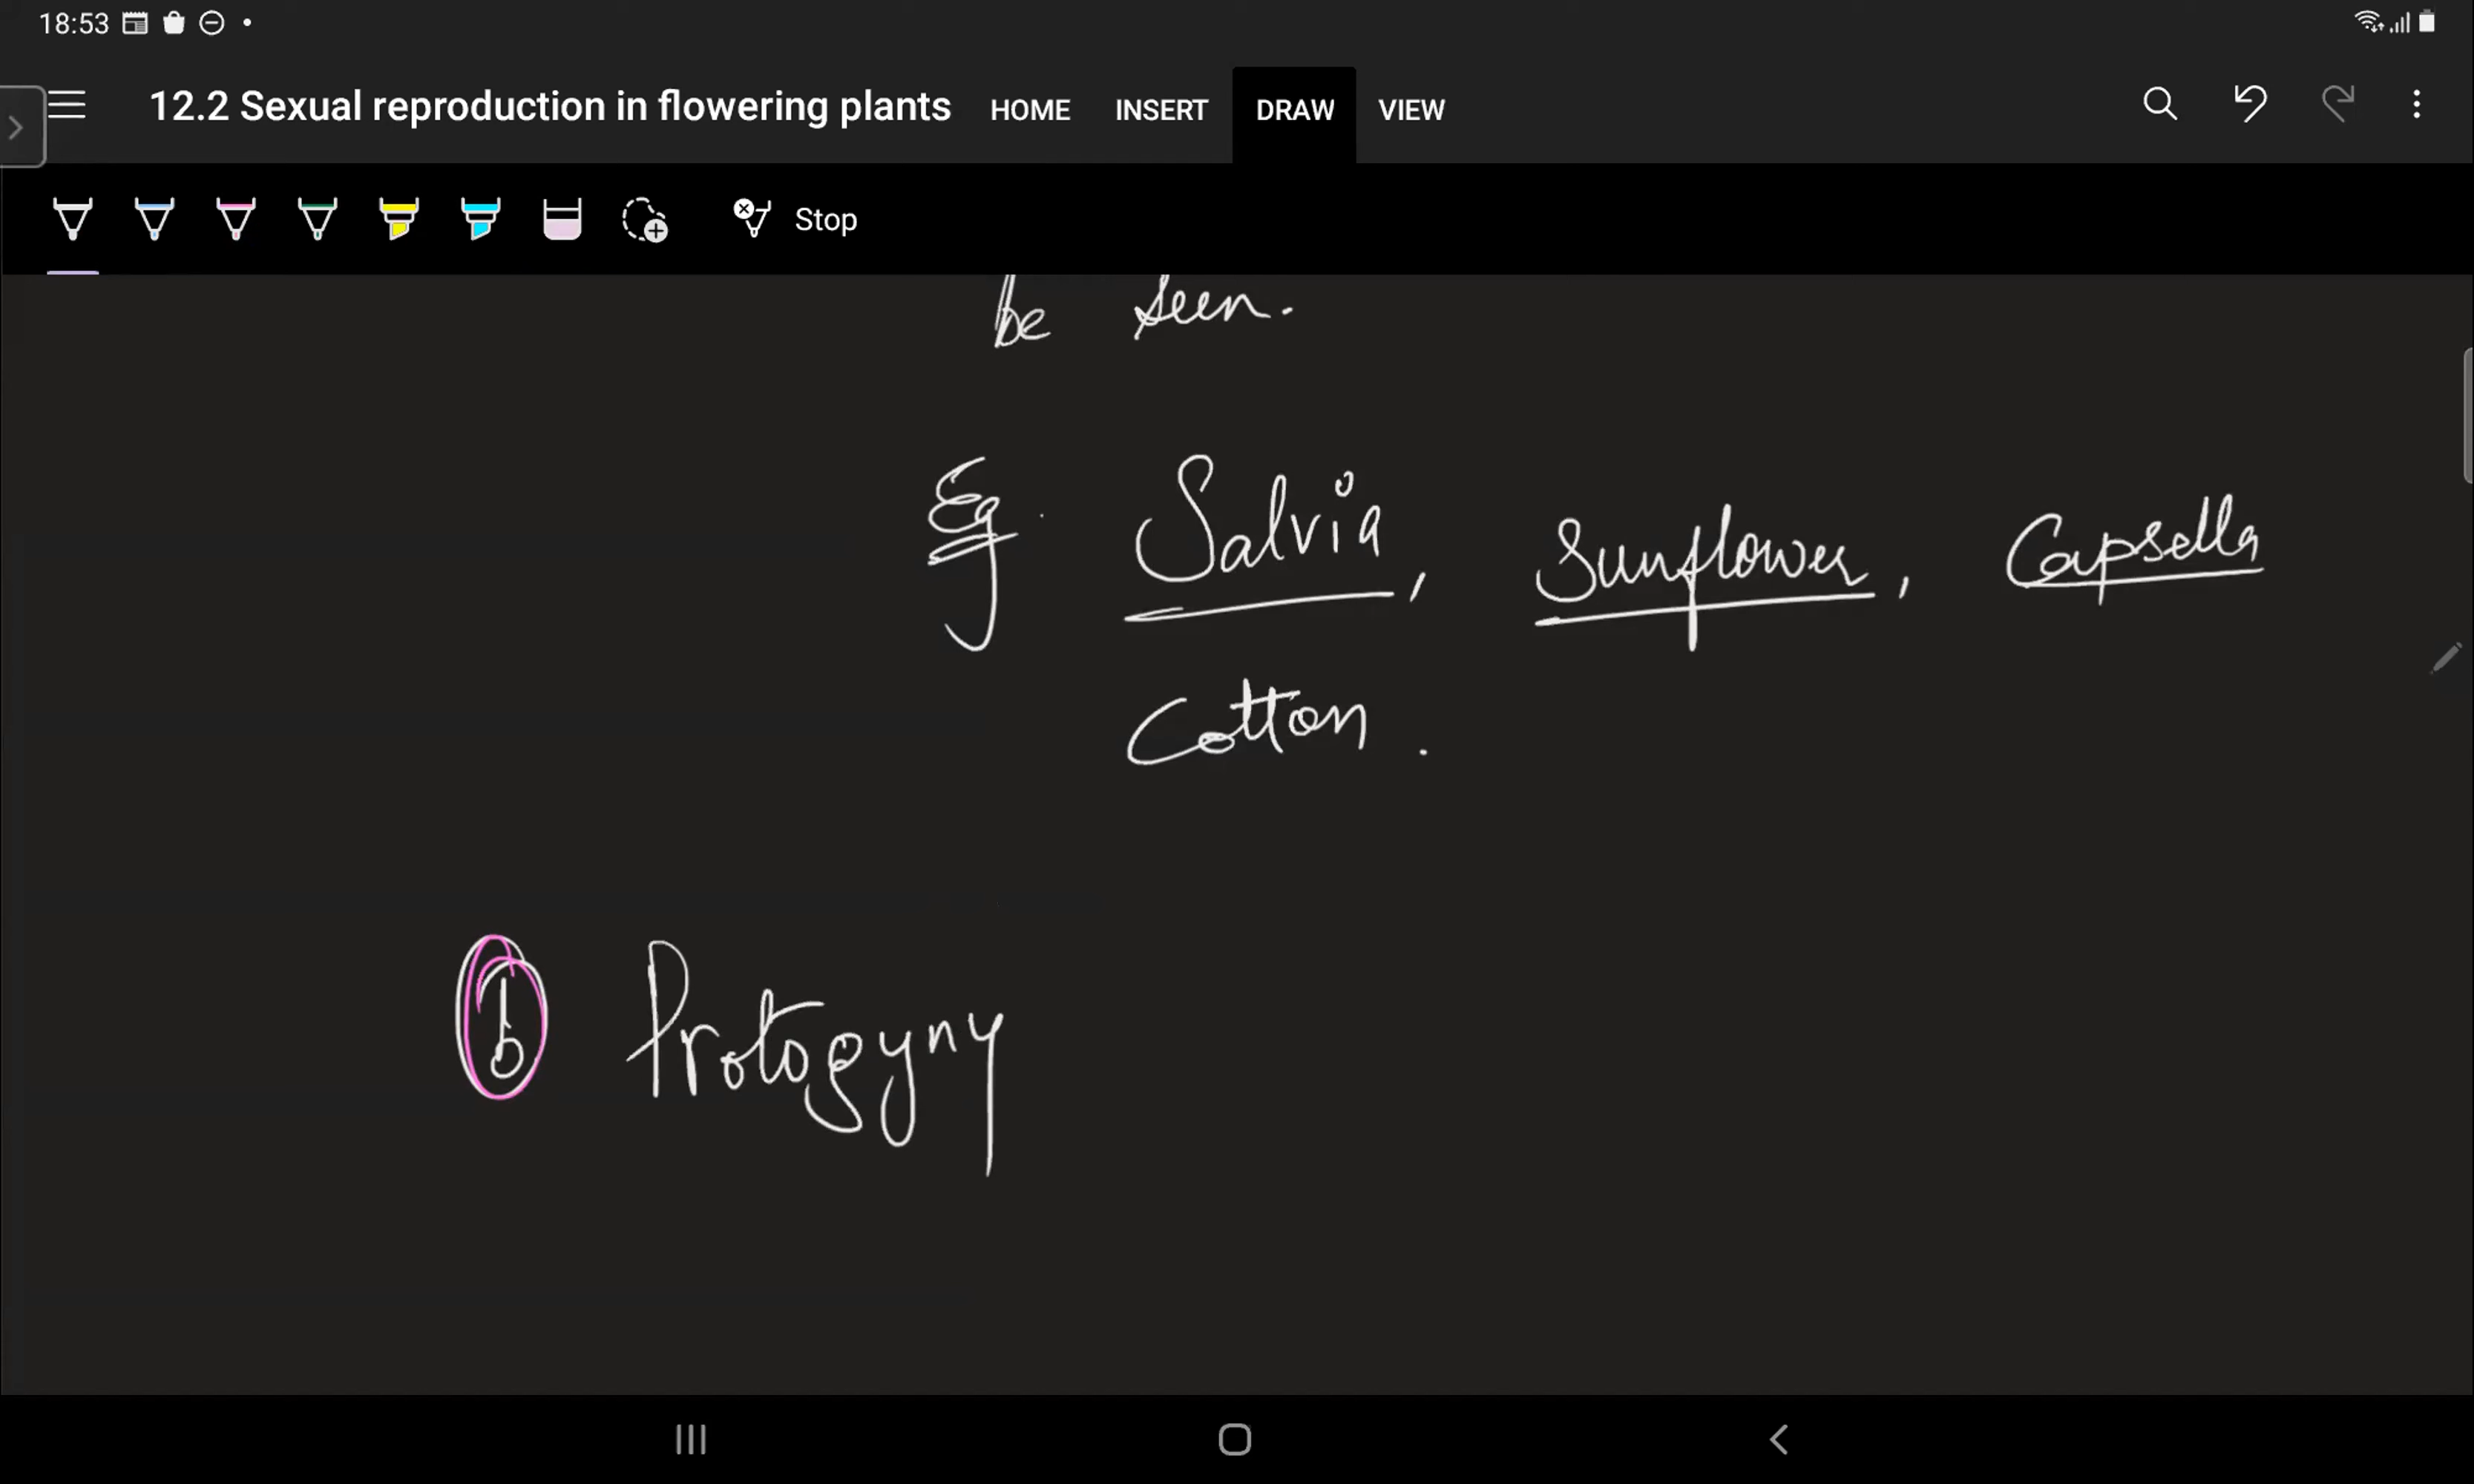 18:53
12.2 Sexual reproduction in flowering plants HOME INSERT DRAW VIEW
Stop
be seen.
Eg. Salvia, Sunflower, Capsella
Cotton.
b Protogyny